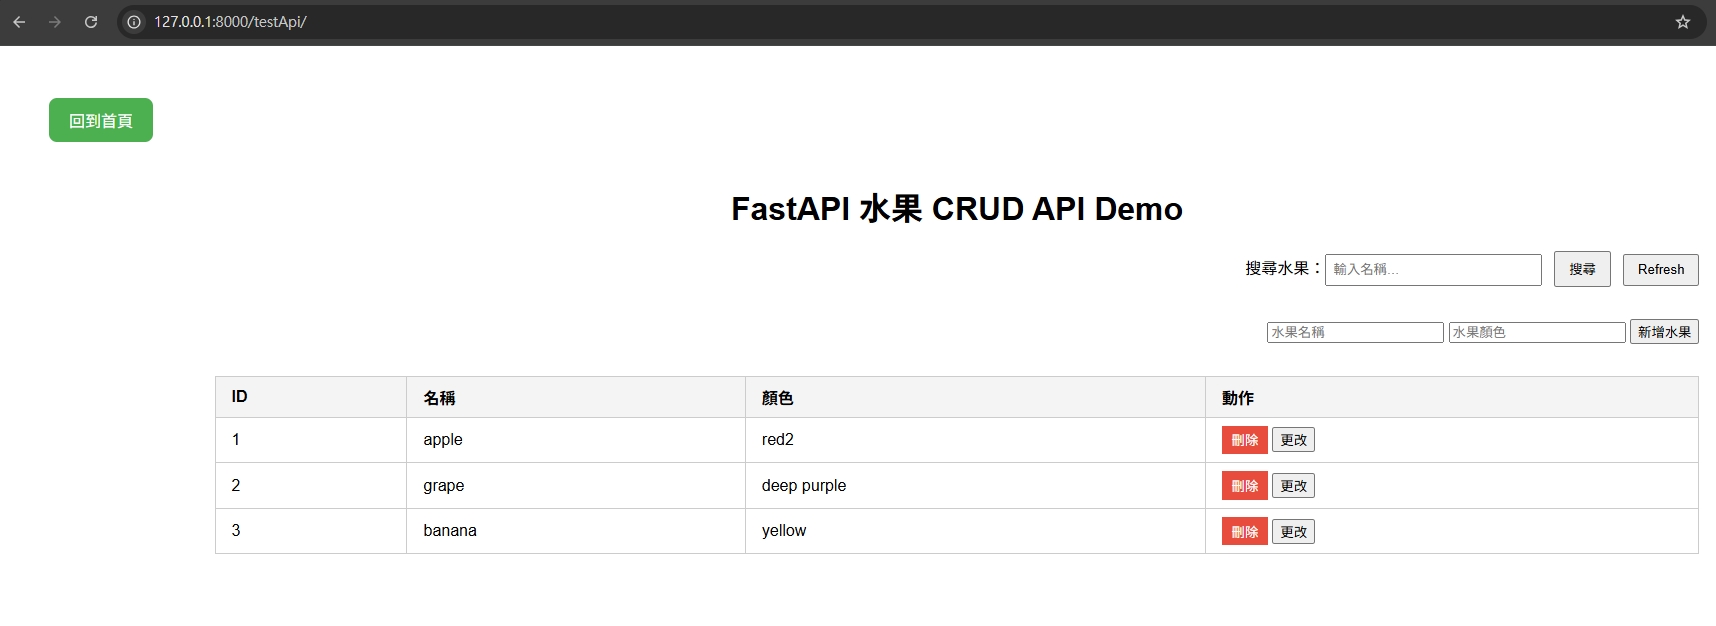 127.0.0.1:8000/testApi/
回到首頁
FastAPI 水果 CRUD API Demo
搜尋水果： 輸入名稱... 搜尋 Refresh
水果名稱 水果顏色 新增水果
ID 名稱 顏色 動作
1 apple red2 刪除 更改
2 grape deep purple 刪除 更改
3 banana yellow 刪除 更改